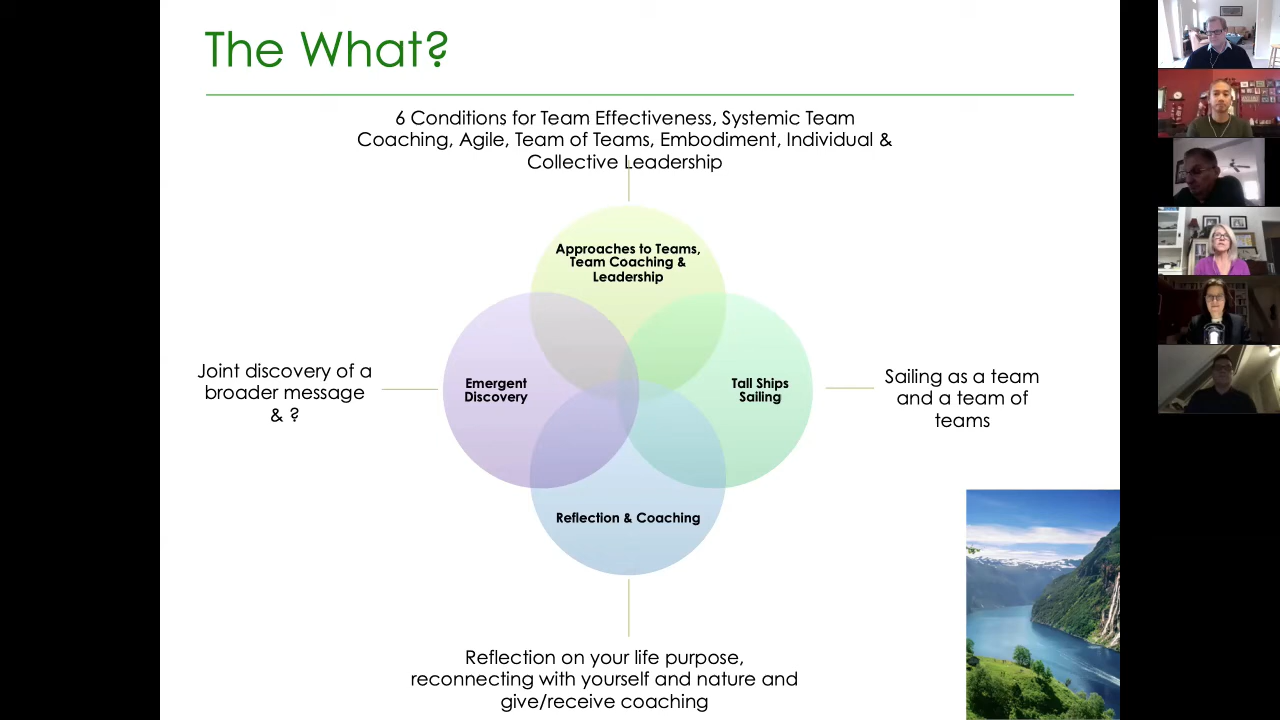 The What?
6 Conditions for Team Effectiveness, Systemic Team
Coaching, Agile, Team of Teams, Embodiment, Individual &
Collective Leadership
Approaches to Teams,
Team Coaching &
Leadership
Joint discovery of a
broader message
& ?
Emergent
Discovery
Tall Ships
Sailing
Sailing as a team
and a team of
teams
Reflection & Coaching
Reflection on your life purpose,
reconnecting with yourself and nature and
give/receive coaching